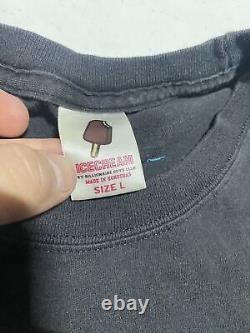 ICECREAM
BY BILLIONAIRE BOYS CLUB
MADE IN HONDURAS
SIZE L